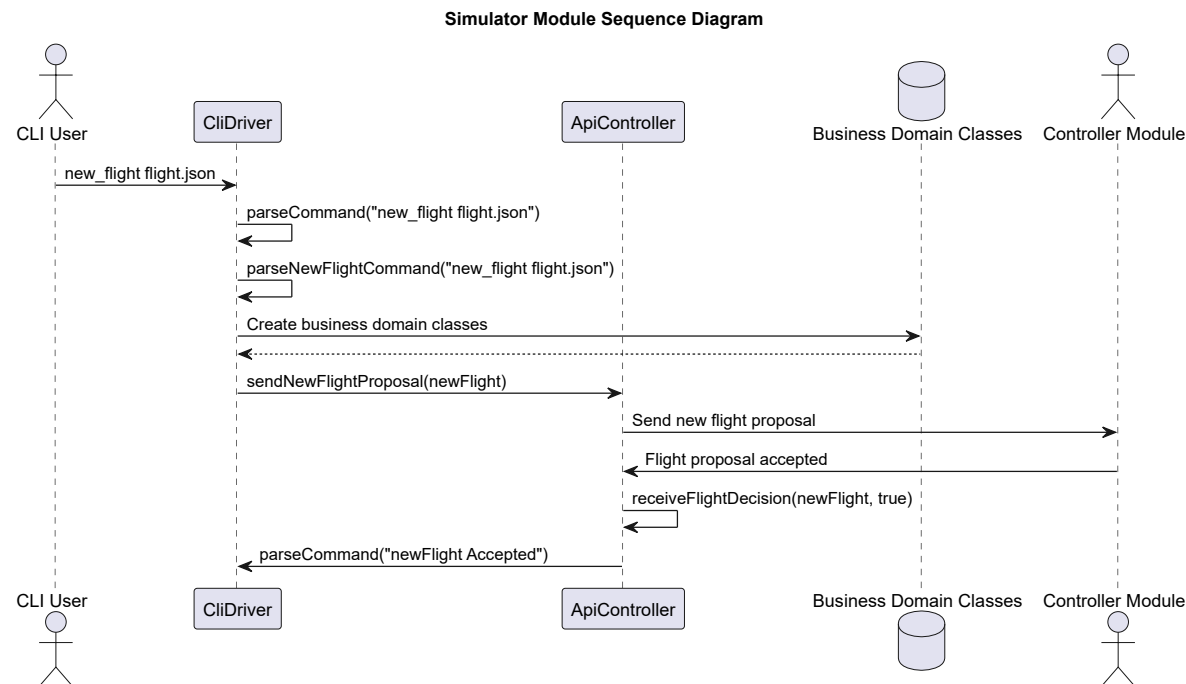 Simulator Module Sequence Diagram
CLI User
CliDriver
ApiController
Business Domain Classes
Controller Module
new_flight flight.json
parseCommand("new_flight flight.json")
parseNewFlightCommand("new_flight flight.json")
Create business domain classes
sendNewFlightProposal(newFlight)
Send new flight proposal
Flight proposal accepted
receiveFlightDecision(newFlight, true)
parseCommand("newFlight Accepted")
CLI User
CliDriver
ApiController
Business Domain Classes
Controller Module